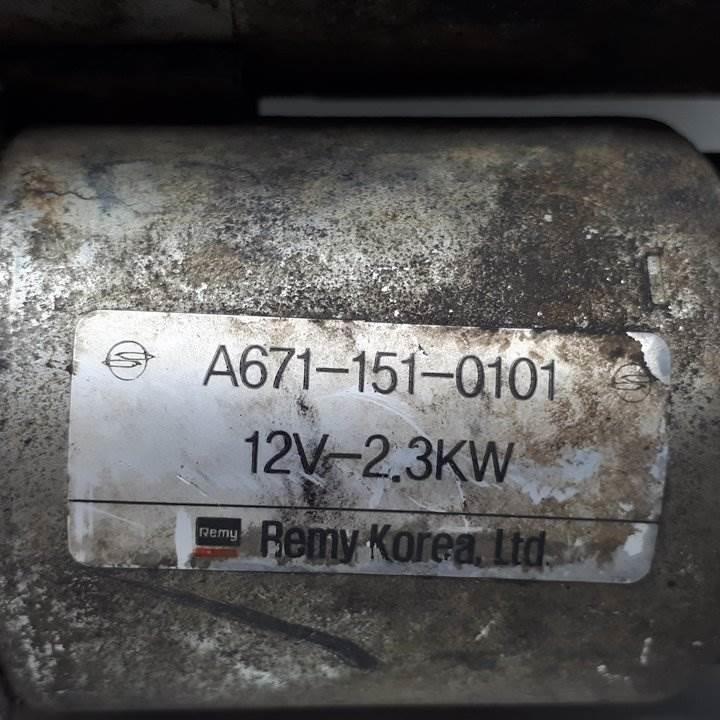 A671-151-0101
12V-2.3KW
Remy Remy Korea, Ltd.